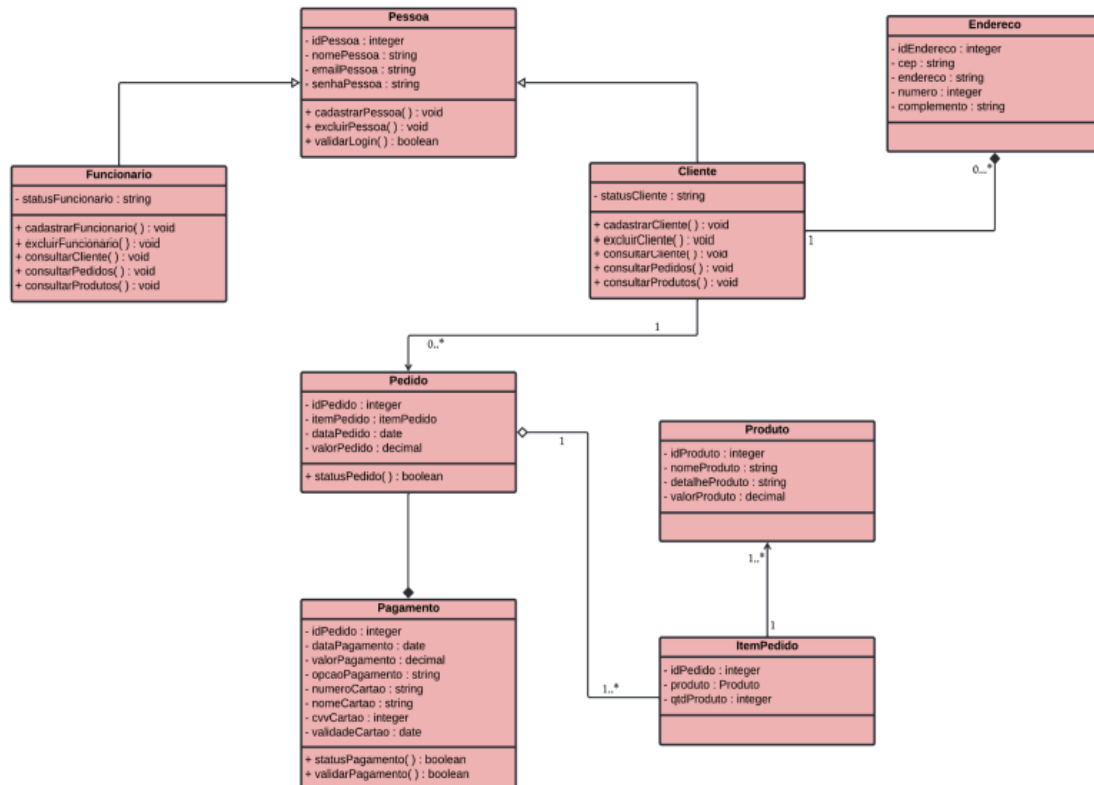 Pessoa
- idPessoa : integer
- nomePessoa : string
- emailPessoa : string
- senhaPessoa : string
+ cadastrarPessoa( ) : void
+ excluirPessoa( ) : void
+ validarLogin( ) : boolean
Endereco
- idEndereco : integer
- cep : string
- endereco : string
- numero : integer
- complemento : string
0...*
Funcionario
- statusFuncionario : string
+ cadastrarFuncionario( ) : void
+ excluirFuncionario( ) : void
+ consultarCliente( ) : void
+ consultarPedidos( ) : void
+ consultarProdutos( ) : void
Cliente
- statusCliente : string
+ cadastrarCliente( ) : void
+ excluirCliente( ) : void
+ consultarCliente( ) : void
+ consultarPedidos( ) : void
+ consultarProdutos( ) : void
1
1
0..*
Pedido
- idPedido : integer
- itemPedido : itemPedido
- dataPedido : date
- valorPedido : decimal
+ statusPedido( ) : boolean
1
Produto
- idProduto : integer
- nomeProduto : string
- detalheProduto : string
- valorProduto : decimal
1..*
1
Pagamento
- idPedido : integer
- dataPagamento : date
- valorPagamento : decimal
- opcaoPagamento : string
- numeroCartao : string
- nomeCartao : string
- cvvCartao : integer
- validadeCartao : date
+ statusPagamento( ) : boolean
+ validarPagamento( ) : boolean
1..*
ItemPedido
- idPedido : integer
- produto : Produto
- qtdProduto : integer